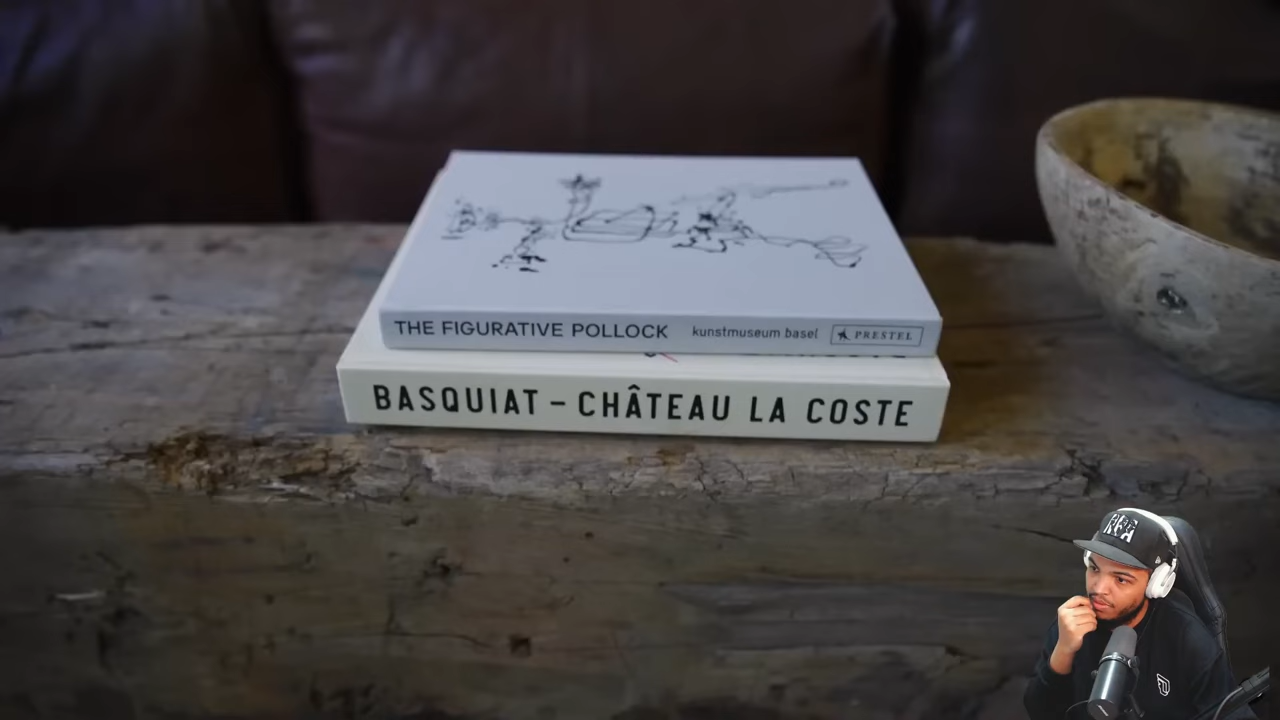 THE FIGURATIVE POLLOCK kunstmuseum basel PRESTEL
BASQUIAT – CHÂTEAU LA COSTE